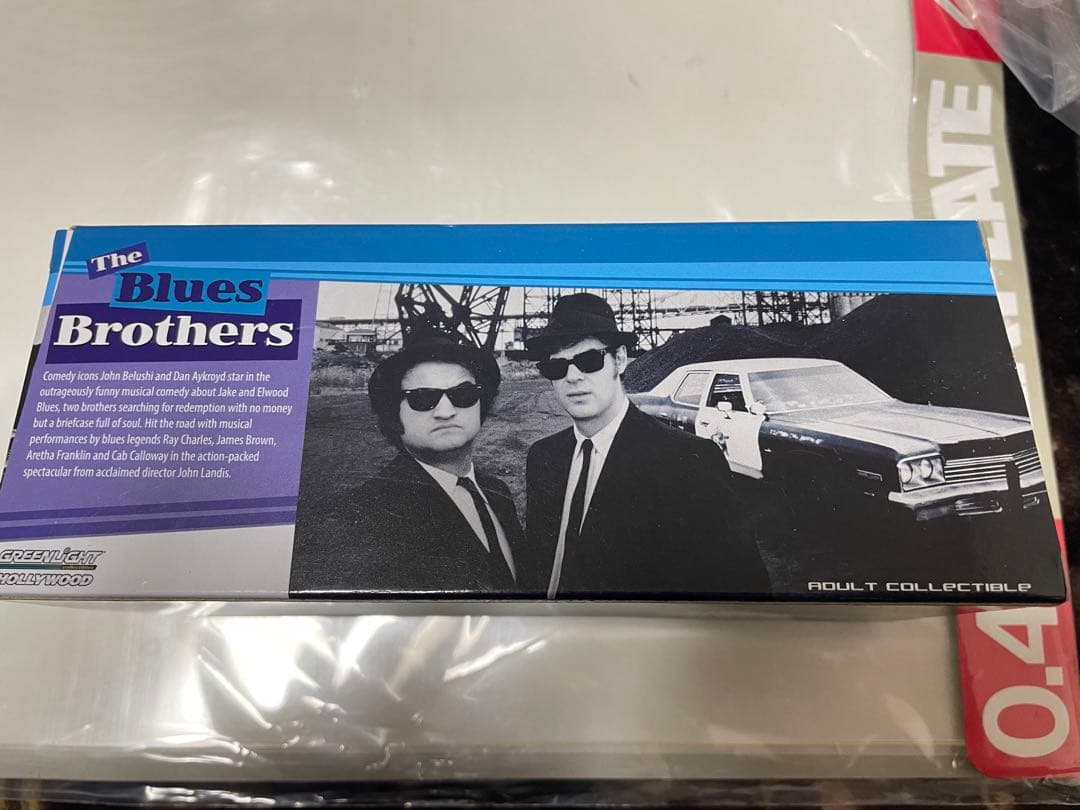 The
Blues
Brothers
Comedy icons John Belushi and Dan Aykroyd star in the
outrageously funny musical comedy about Jake and Elwood
Blues, two brothers searching for redemption with no money
but a briefcase full of soul. Hit the road with musical
performances by blues legends Ray Charles, James Brown,
Aretha Franklin and Cab Calloway in the action-packed
spectacular from acclaimed director John Landis.
GREENLIGHT
HOLLYWOOD
ADULT COLLECTIBLE
0.4